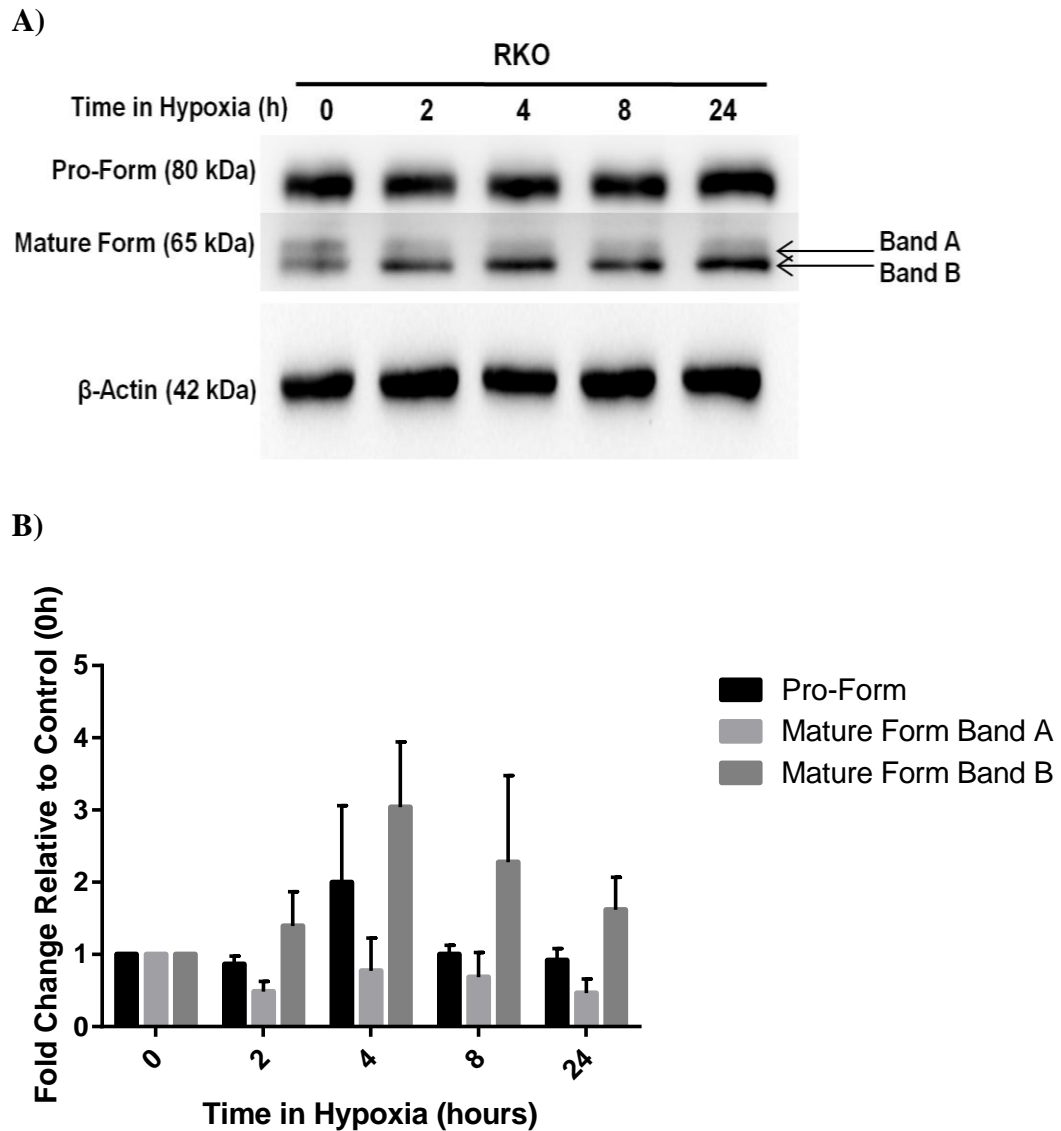 A)
RKO
Time in Hypoxia (h) 0 2 4 8 24
Pro-Form (80 kDa)
Mature Form (65 kDa)
Band A
Band B
β-Actin (42 kDa)
B)
Fold Change Relative to Control (0h)
5
4
3
2
1
0
0 2 4 8 24
Time in Hypoxia (hours)
Pro-Form
Mature Form Band A
Mature Form Band B